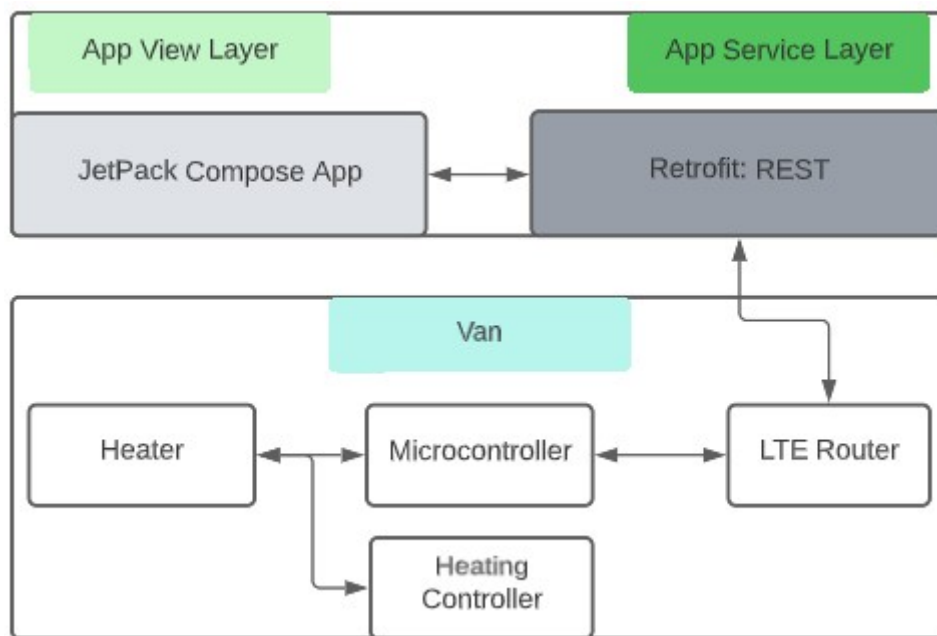 App View Layer
App Service Layer
JetPack Compose App
Retrofit: REST
Van
Heater
Microcontroller
LTE Router
Heating
Controller